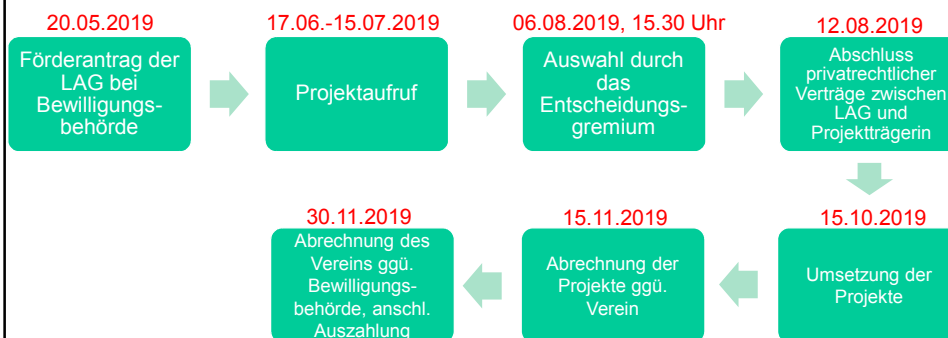 20.05.2019
Förderantrag der
LAG bei
Bewilligungs-
behörde
17.06.-15.07.2019
Projektaufruf
06.08.2019, 15.30 Uhr
Auswahl durch
das
Entscheidungs-
gremium
12.08.2019
Abschluss
privatrechtlicher
Verträge zwischen
LAG und
Projektträgerin
15.10.2019
Umsetzung der
Projekte
15.11.2019
Abrechnung der
Projekte ggü.
Verein
30.11.2019
Abrechnung des
Vereins ggü.
Bewilligungs-
behörde, anschl.
Auszahlung